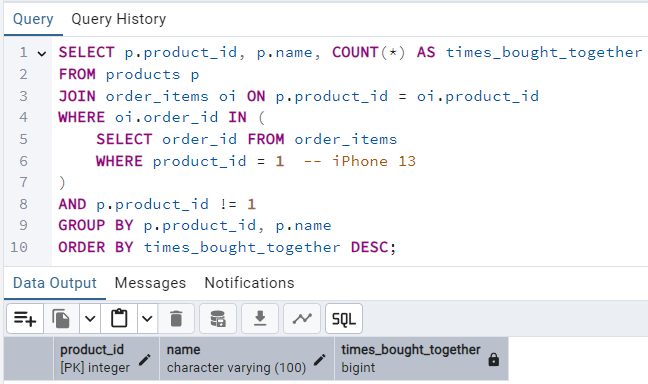 Query Query History
1 SELECT p.product_id, p.name, COUNT(*) AS times_bought_together
2 FROM products p
3 JOIN order_items oi ON p.product_id = oi.product_id
4 WHERE oi.order_id IN (
5 SELECT order_id FROM order_items
6 WHERE product_id = 1 -- iPhone 13
7 )
8 AND p.product_id != 1
9 GROUP BY p.product_id, p.name
10 ORDER BY times_bought_together DESC;
Data Output Messages Notifications
SQL
product_id name times_bought_together
[PK] integer character varying (100) bigint